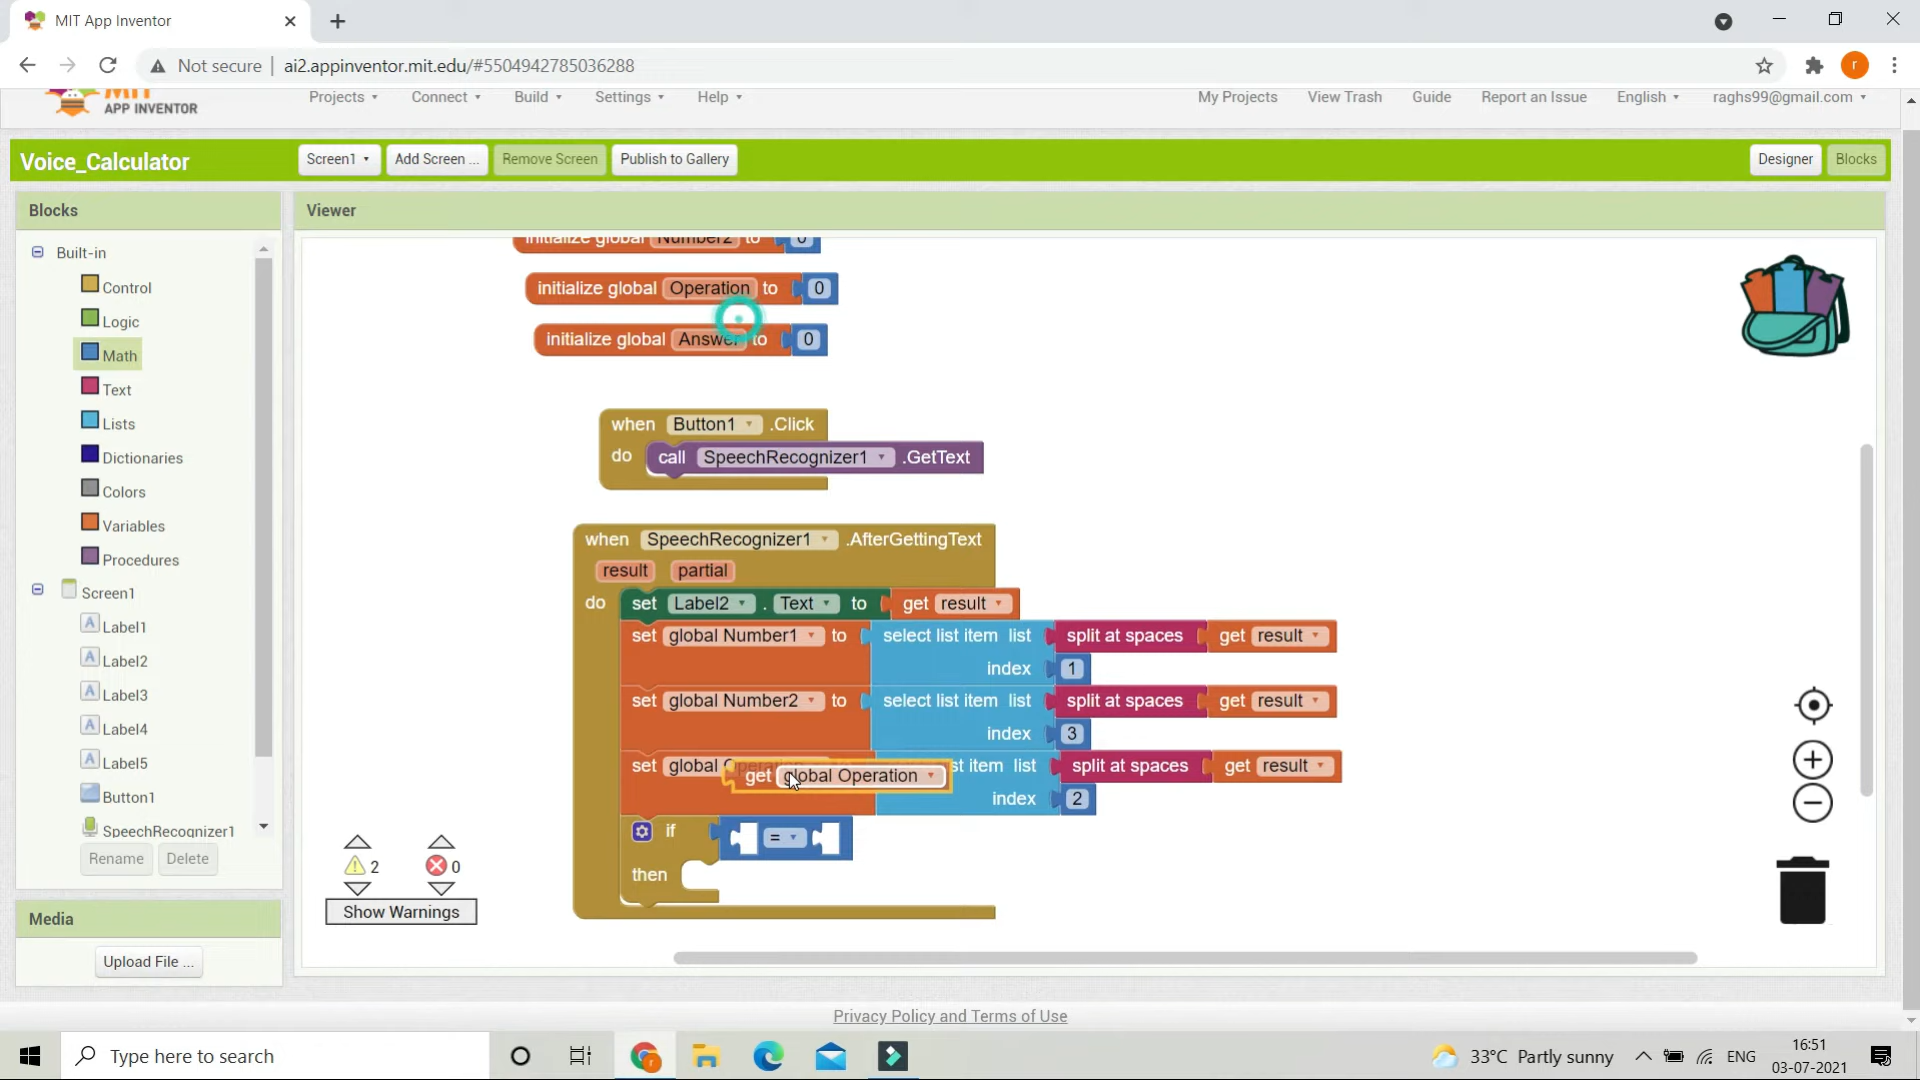 MIT App Inventor
Not secure | ai2.appinventor.mit.edu/#5504942785036288
MIT
APP INVENTOR
Projects Connect Build Settings Help My Projects View Trash Guide Report an Issue English raghs99@gmail.com
Voice_Calculator Screen1 Add Screen ... Remove Screen Publish to Gallery Designer Blocks
Blocks
Viewer
Built-in
Control
Logic
Math
Text
Lists
Dictionaries
Colors
Variables
Procedures
Screen1
Label1
Label2
Label3
Label4
Label5
Button1
SpeechRecognizer1
Rename Delete
Media
Upload File ...
initialize global Number2 to 0
initialize global Operation to 0
initialize global Answer to 0
when Button1 .Click
do call SpeechRecognizer1 .GetText
when SpeechRecognizer1 .AfterGettingText
result partial
do set Label2 . Text to get result
set global Number1 to select list item list split at spaces get result
index 1
set global Number2 to select list item list split at spaces get result
index 3
set global list split at spaces get result
get global Operation
index 2
if =
then
2 0
Show Warnings
Privacy Policy and Terms of Use
Type here to search
33°C Partly sunny ENG
16:51
03-07-2021
r